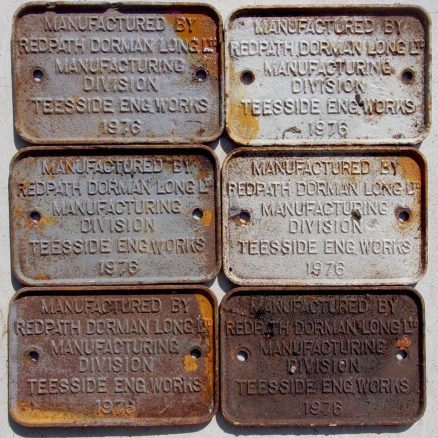 MANUFACTURED BY
REDPATH DORMAN LONG LTD
MANUFACTURING
DIVISION
TEESSIDE ENG. WORKS
1976
MANUFACTURED BY
REDPATH DORMAN LONG LTD
MANUFACTURING
DIVISION
TEESSIDE ENG. WORKS
1976
MANUFACTURED BY
REDPATH DORMAN LONG LTD
MANUFACTURING
DIVISION
TEESSIDE ENG. WORKS
1976
MANUFACTURED BY
REDPATH DORMAN LONG LTD
MANUFACTURING
DIVISION
TEESSIDE ENG. WORKS
1976
MANUFACTURED BY
REDPATH DORMAN LONG LTD
MANUFACTURING
DIVISION
TEESSIDE ENG. WORKS
1976
MANUFACTURED BY
REDPATH DORMAN LONG LTD
MANUFACTURING
DIVISION
TEESSIDE ENG. WORKS
1976